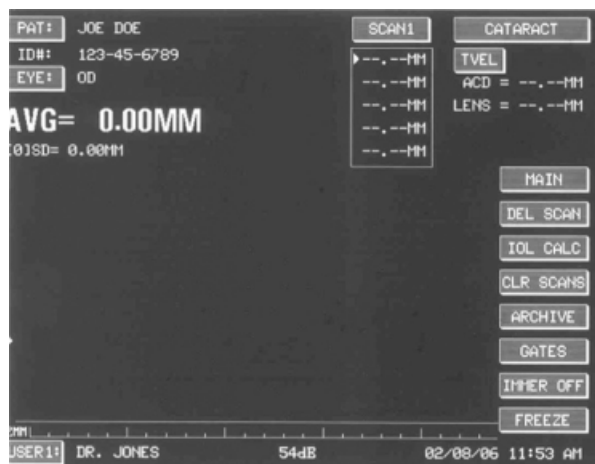 PAT: JOE DOE SCAN1 CATARACT
ID#: 123-45-6789 --.--MM TVEL
EYE: OD --.--MM ACD = --.--MM
--.--MM LENS = --.--MM
AVG= 0.00MM --.--MM
[0]SD= 0.00MM --.--MM
MAIN
DEL SCAN
IOL CALC
CLR SCANS
ARCHIVE
GATES
IMMER OFF
FREEZE
2MM
USER1: DR. JONES 54dB 02/08/06 11:53 AM